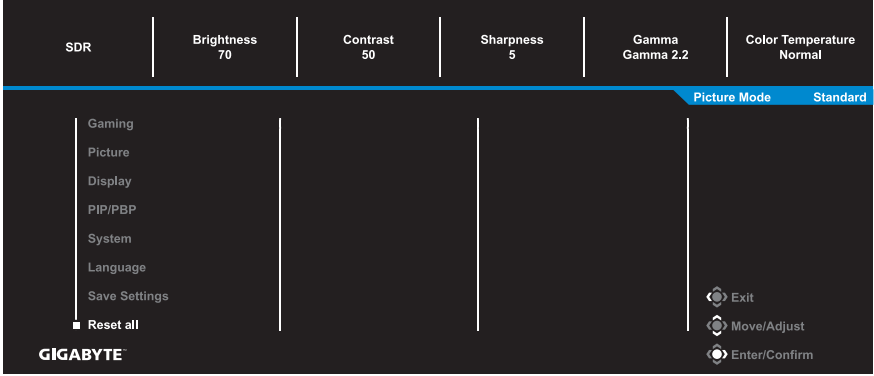 SDR
Brightness
70
Contrast
50
Sharpness
5
Gamma
Gamma 2.2
Color Temperature
Normal
Picture Mode Standard
Gaming
Picture
Display
PIP/PBP
System
Language
Save Settings
Reset all
Exit
Move/Adjust
Enter/Confirm
GIGABYTE™